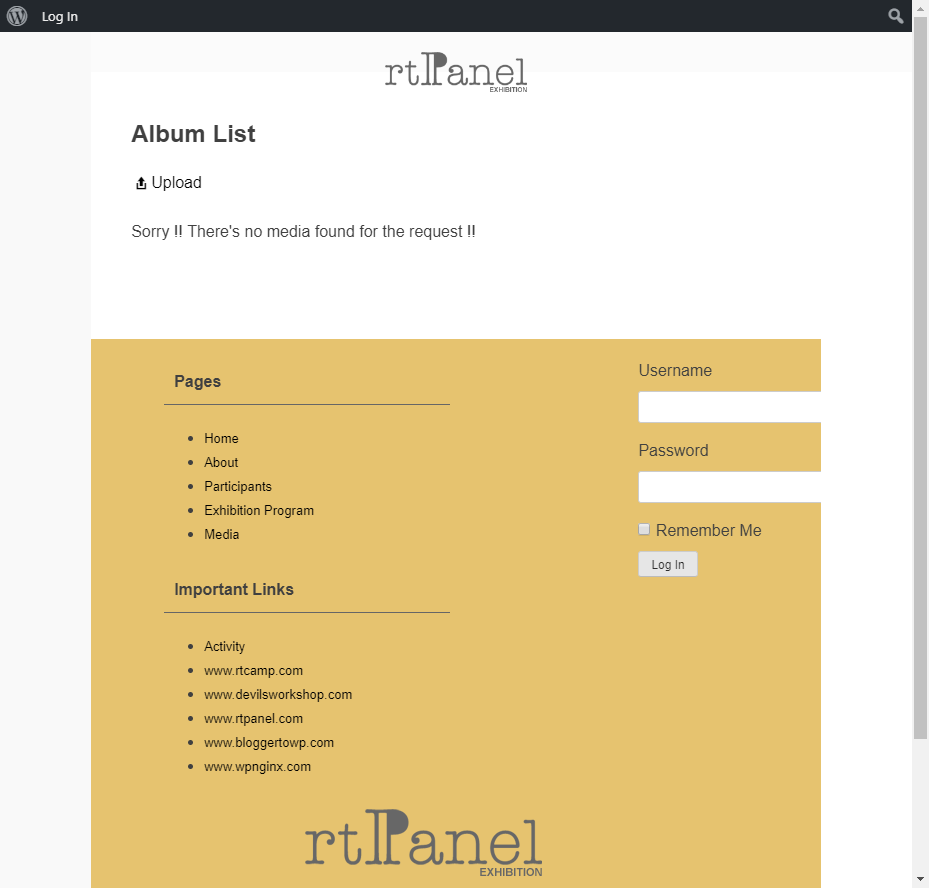 Log In
rtPanel
EXHIBITION
Album List
Upload
Sorry !! There's no media found for the request !!
Pages
Home
About
Participants
Exhibition Program
Media
Important Links
Activity
www.rtcamp.com
www.devilsworkshop.com
www.rtpanel.com
www.bloggertowp.com
www.wpnginx.com
Username
Password
Remember Me
Log In
rtPanel
EXHIBITION